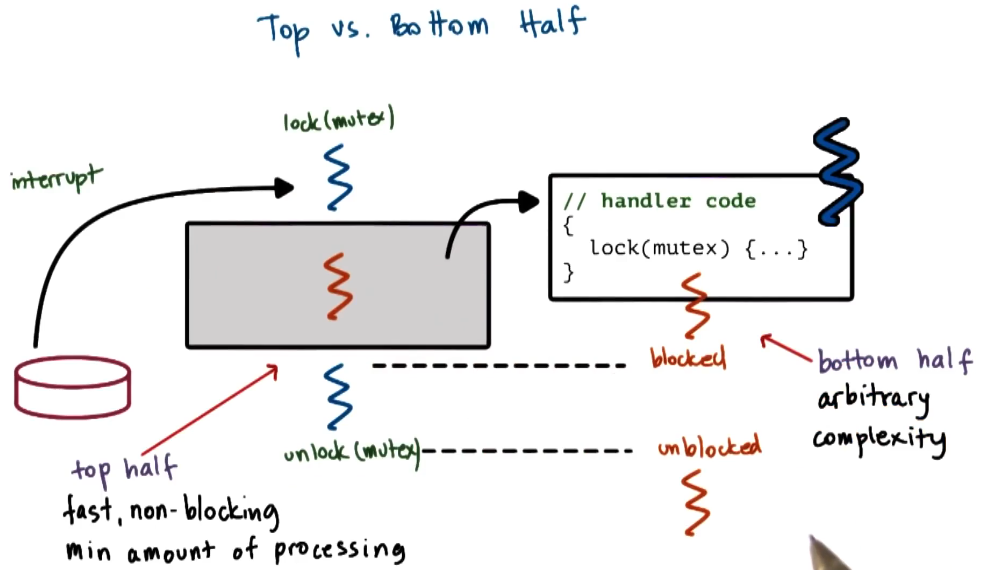 Top vs. Bottom Half
lock(mutex)
interrupt
// handler code
{
lock(mutex) {...}
}
blocked
unlock(mutex)
unblocked
top half
fast, non-blocking
min amount of processing
bottom half
arbitrary
complexity